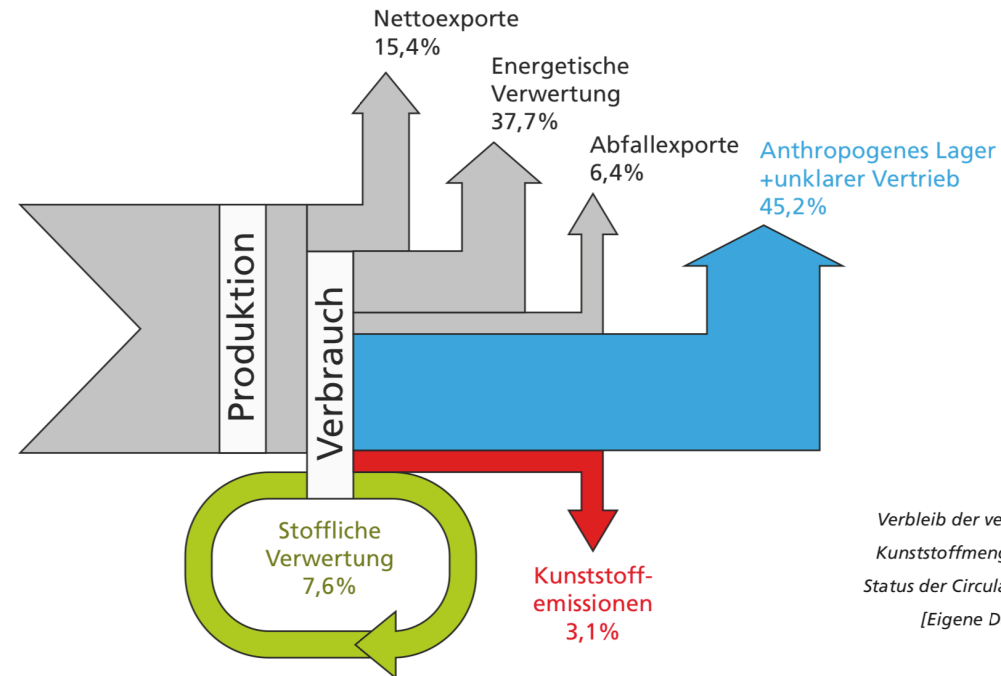 Nettoexporte
15,4%
Energetische
Verwertung
37,7%
Abfallexporte
6,4%
Anthropogenes Lager
+unklarer Vertrieb
45,2%
Produktion
Verbrauch
Stoffliche
Verwertung
7,6%
Kunststoff-
emissionen
3,1%
Verbleib der ve
Kunststoffmeng
Status der Circula
[Eigene D